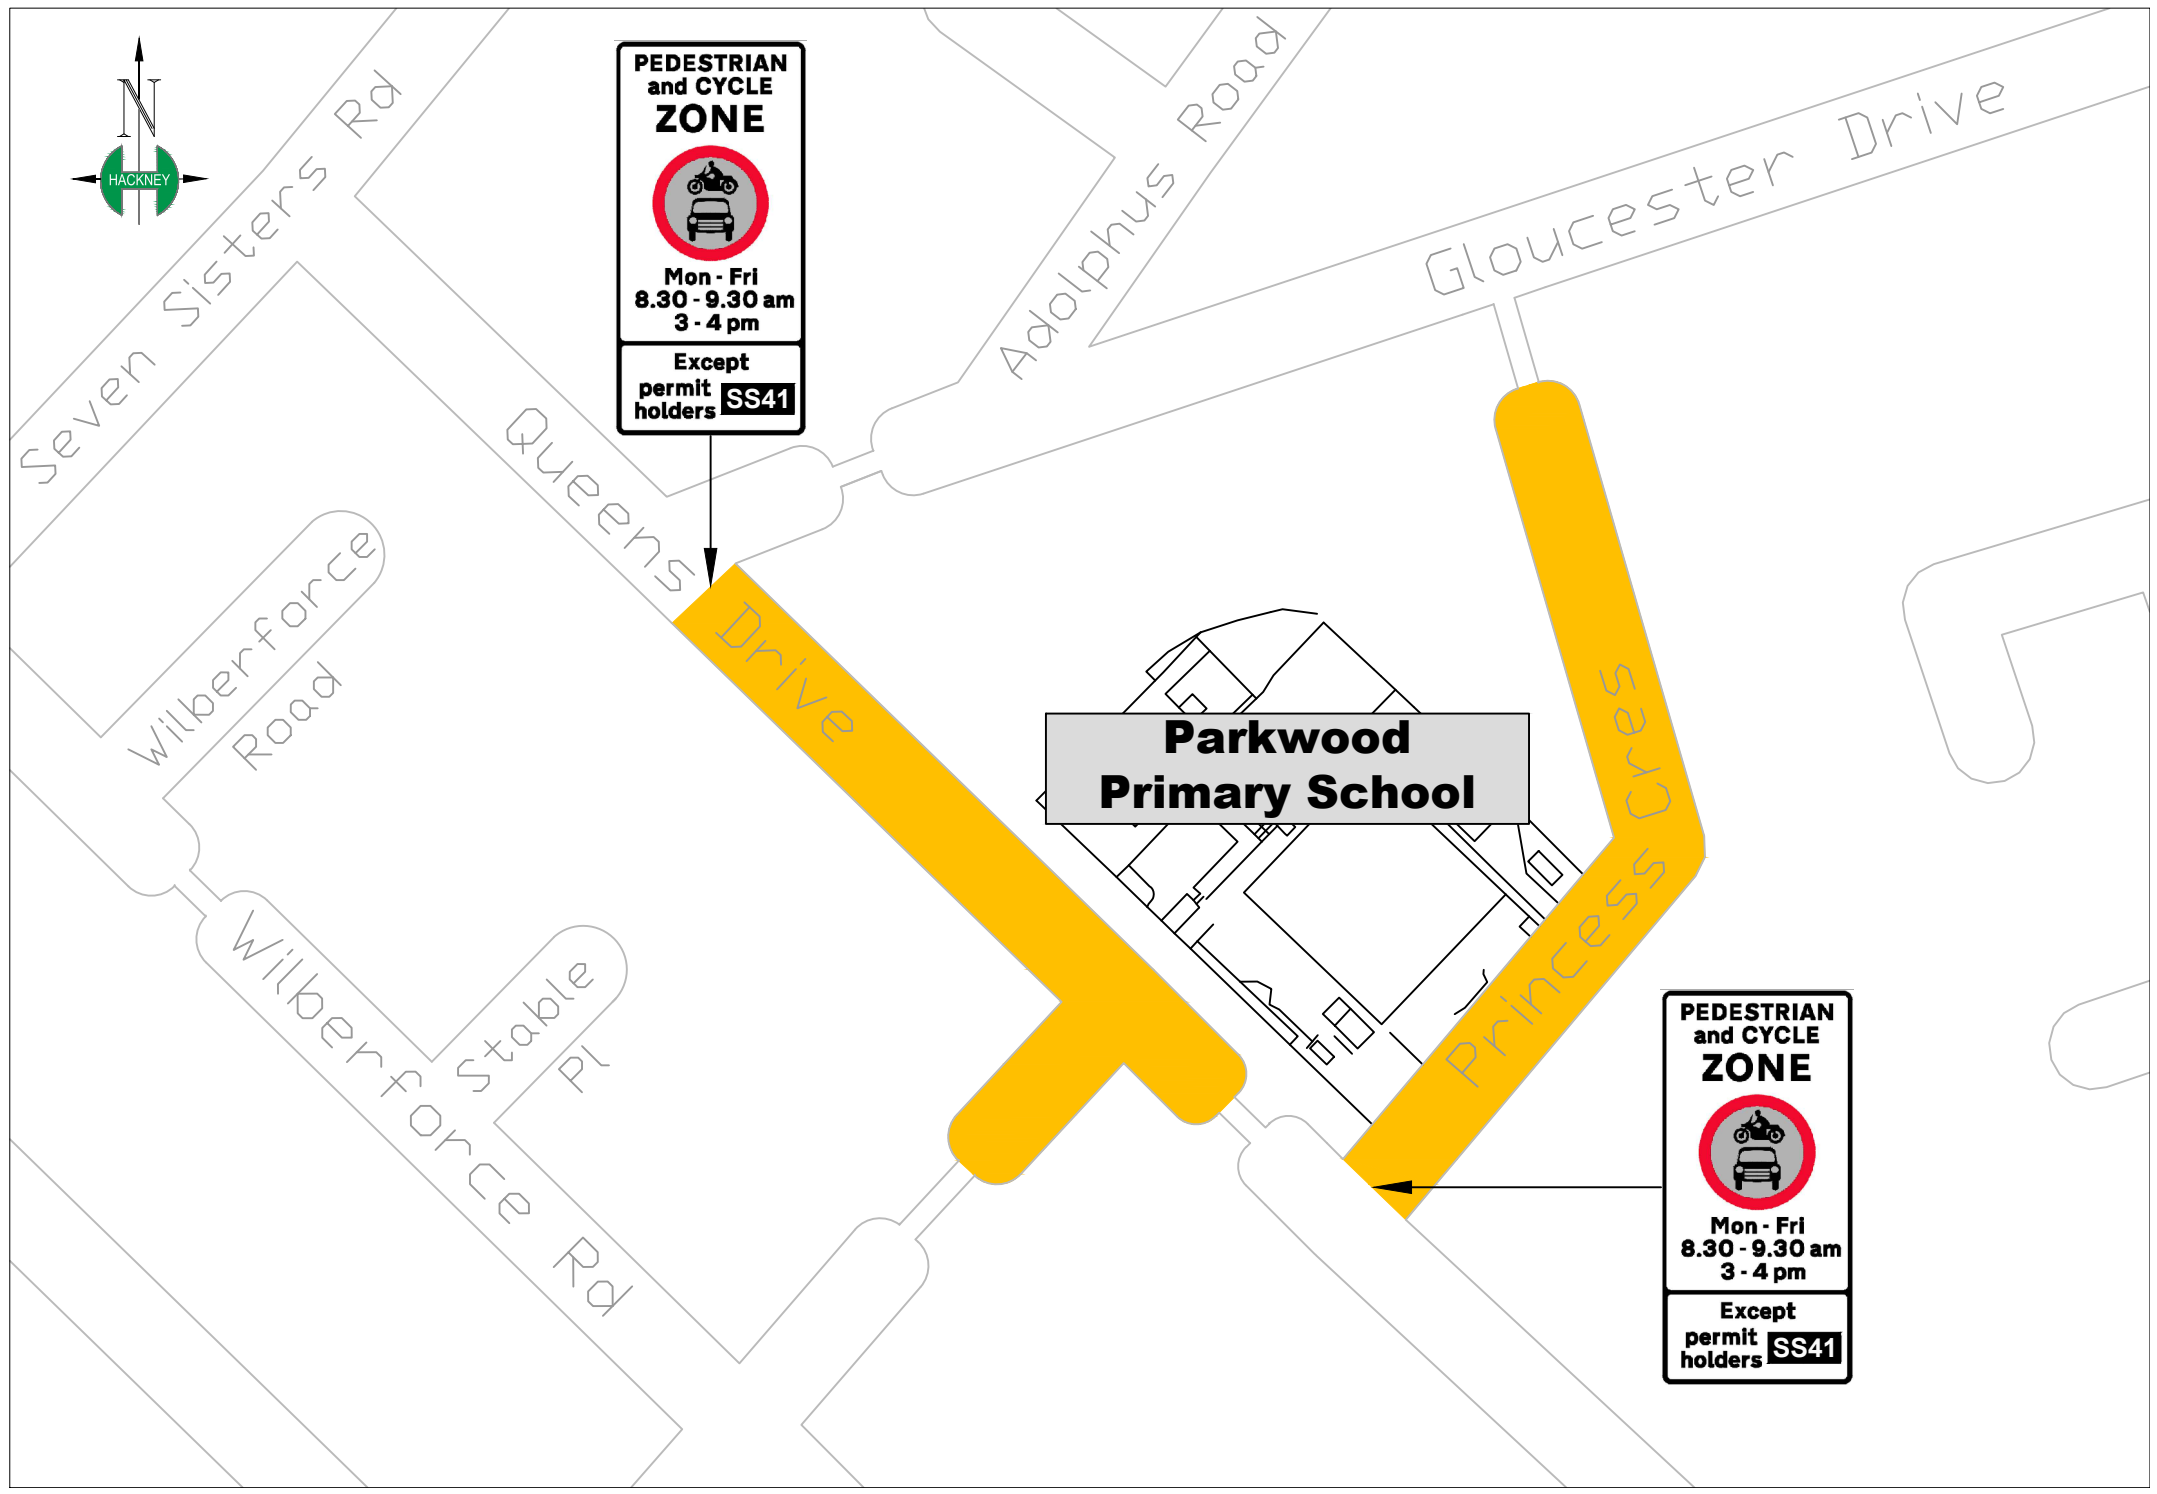 N
HACKNEY
Seven Sisters Rd
PEDESTRIAN
and CYCLE
ZONE
Mon - Fri
8.30 - 9.30 am
3 - 4 pm
Except
permit
holders SS41
Adolphus Road
Gloucester Drive
Queens Drive
Wilberforce
Road
Parkwood
Primary School
Princess Cres
Wilberforce Rd
Stable
Pl
PEDESTRIAN
and CYCLE
ZONE
Mon - Fri
8.30 - 9.30 am
3 - 4 pm
Except
permit
holders SS41